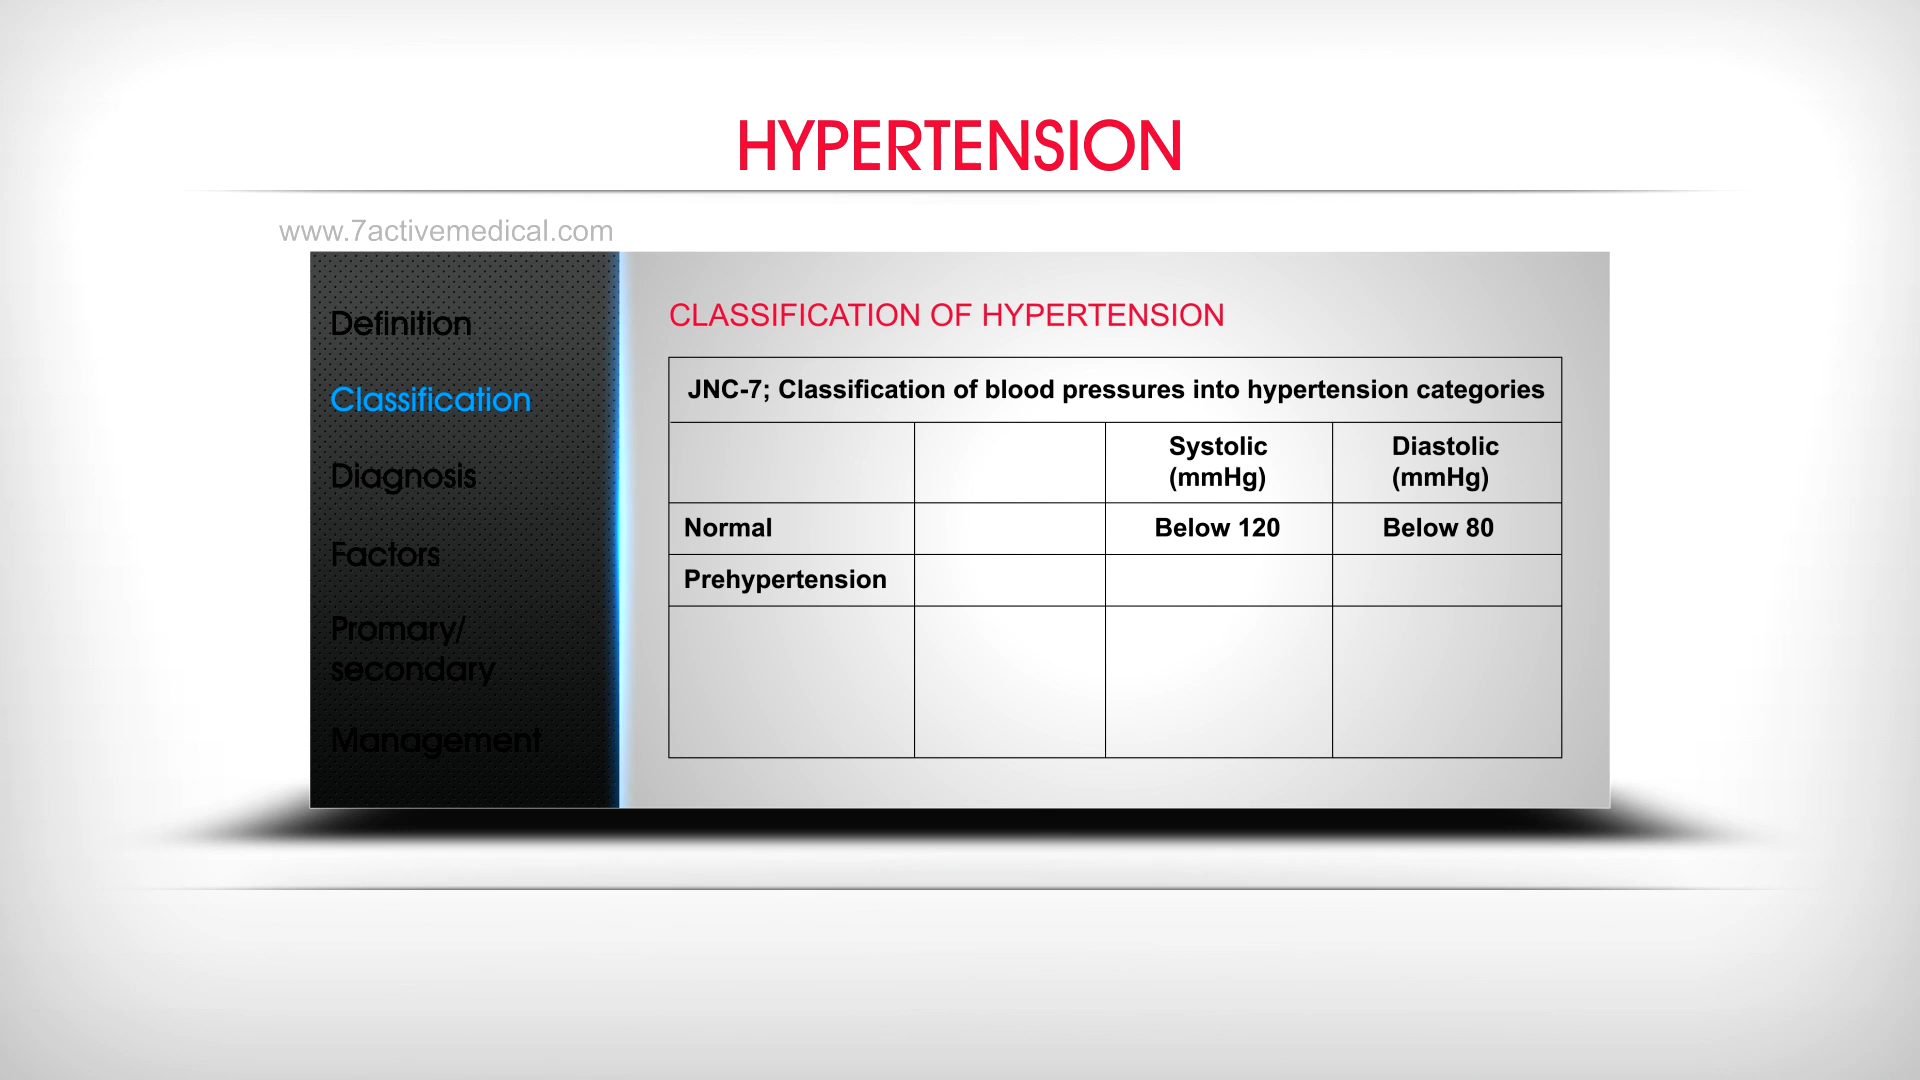 HYPERTENSION
www.7activemedical.com
Definition
Classification
Diagnosis
Factors
Promary/
secondary
Management
CLASSIFICATION OF HYPERTENSION
JNC-7; Classification of blood pressures into hypertension categories
Systolic
(mmHg)
Diastolic
(mmHg)
Normal
Below 120
Below 80
Prehypertension